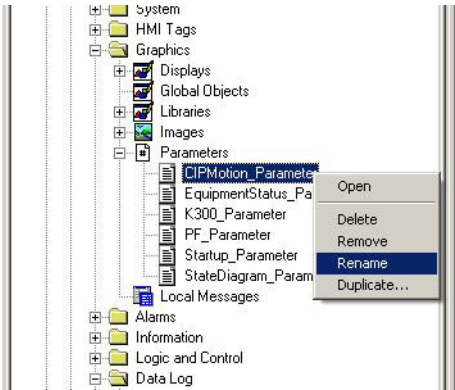 System
HMI Tags
Graphics
Displays
Global Objects
Libraries
Images
Parameters
CIPMotion_Parameter
EquipmentStatus_Pa
K300_Parameter
PF_Parameter
Startup_Parameter
StateDiagram_Param
Local Messages
Alarms
Information
Logic and Control
Data Log
Open
Delete
Remove
Rename
Duplicate...